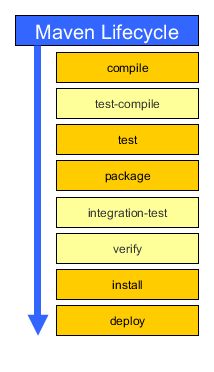 Maven Lifecycle
compile
test-compile
test
package
integration-test
verify
install
deploy